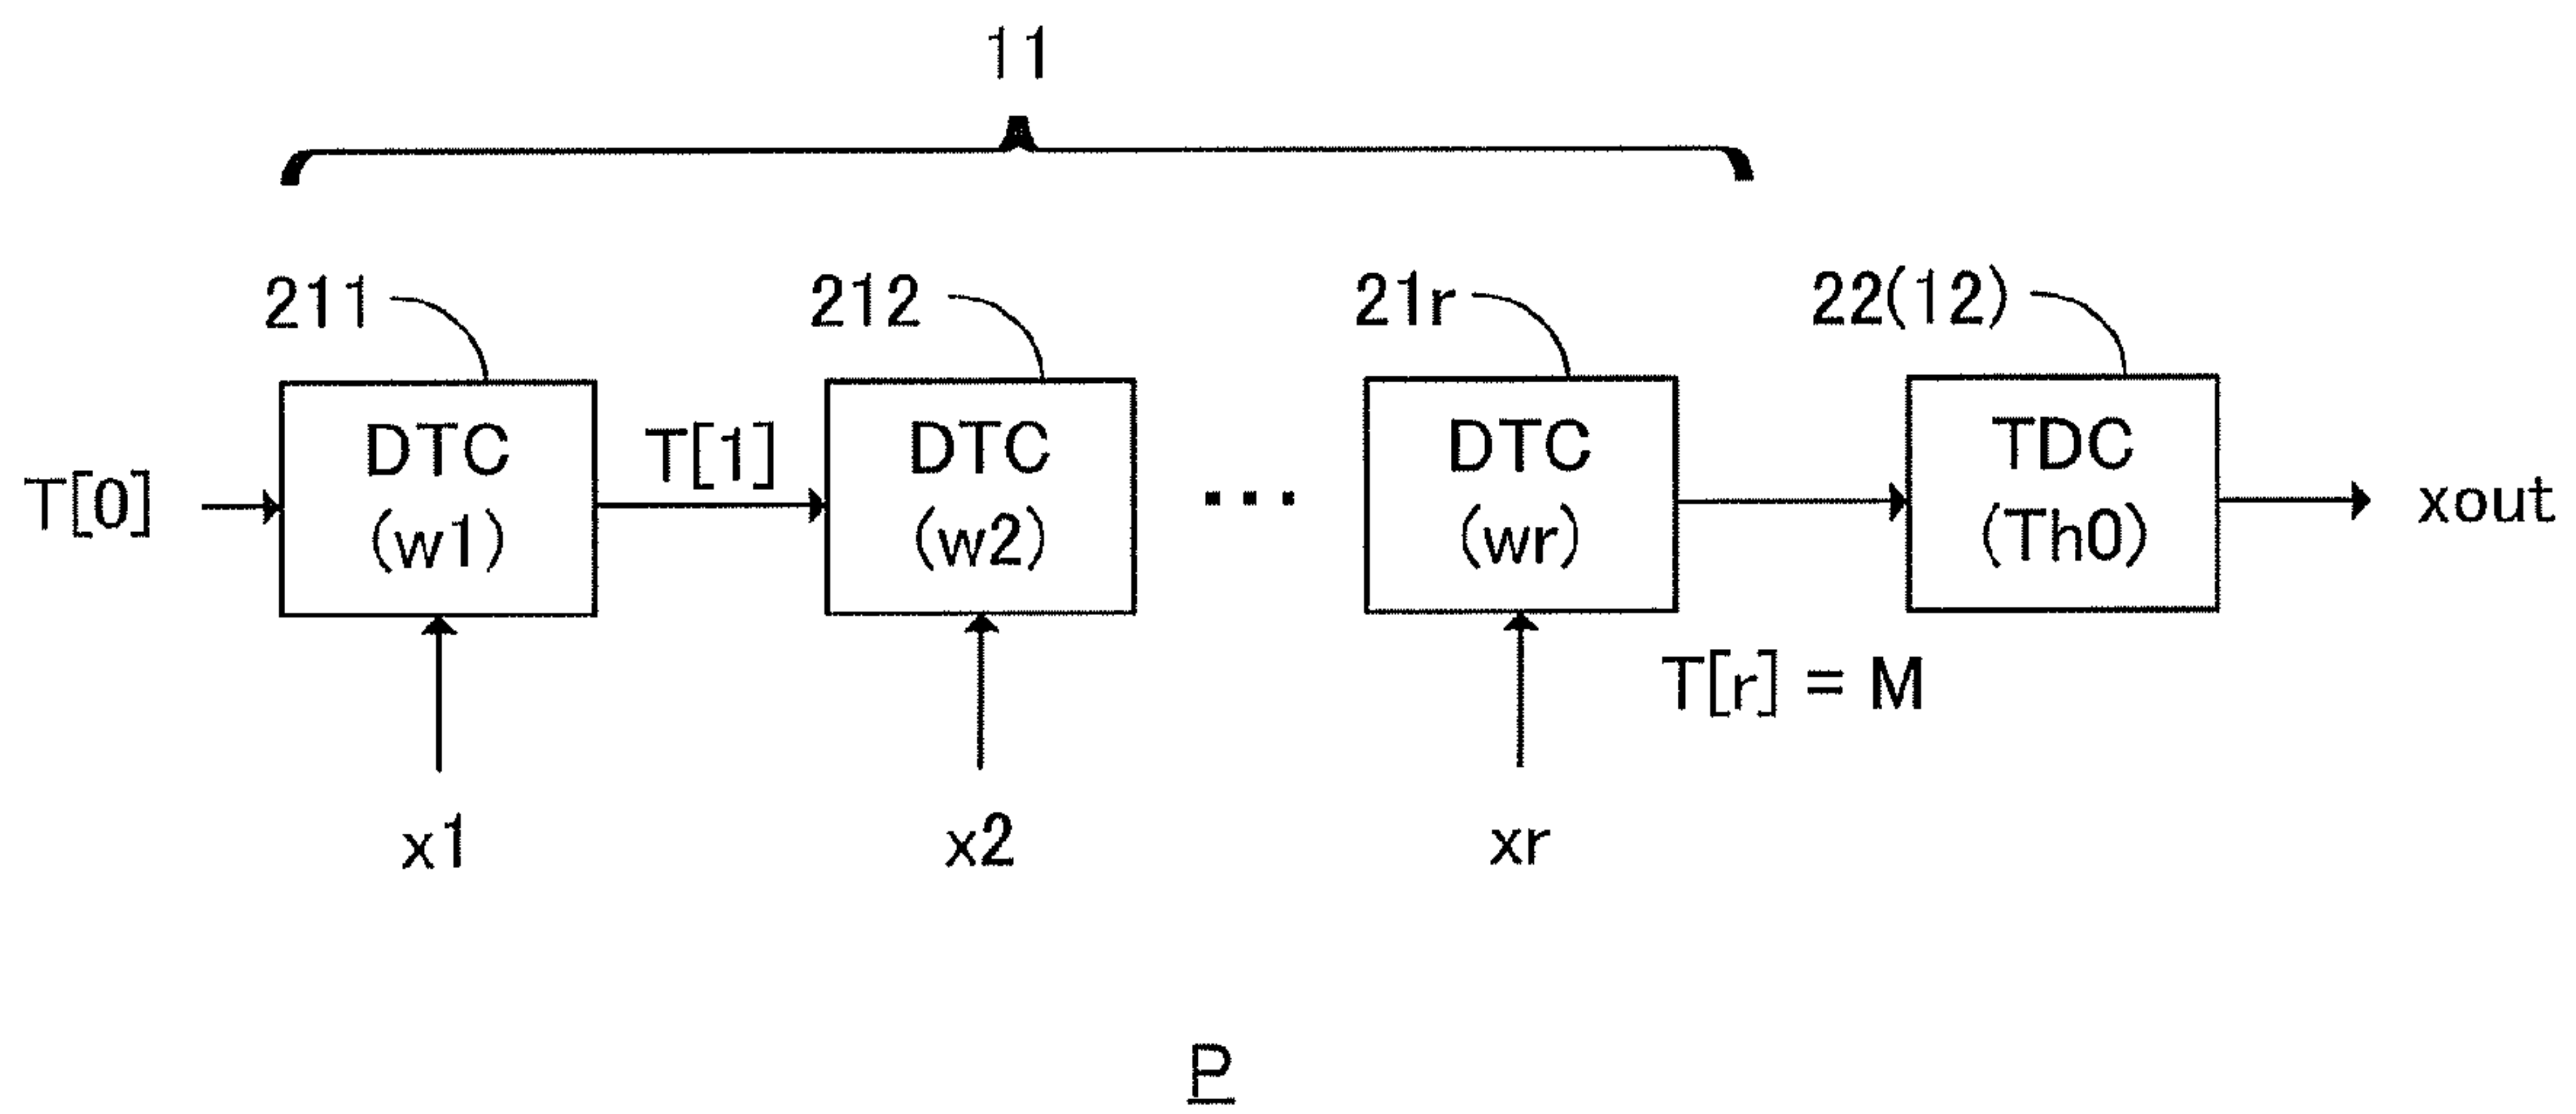 11
211 212 21r 22(12)
DTC DTC DTC TDC
T[0] T[1] ... xout
(w1) (w2) (wr) (Th0)
T[r] = M
x1 x2 xr
P